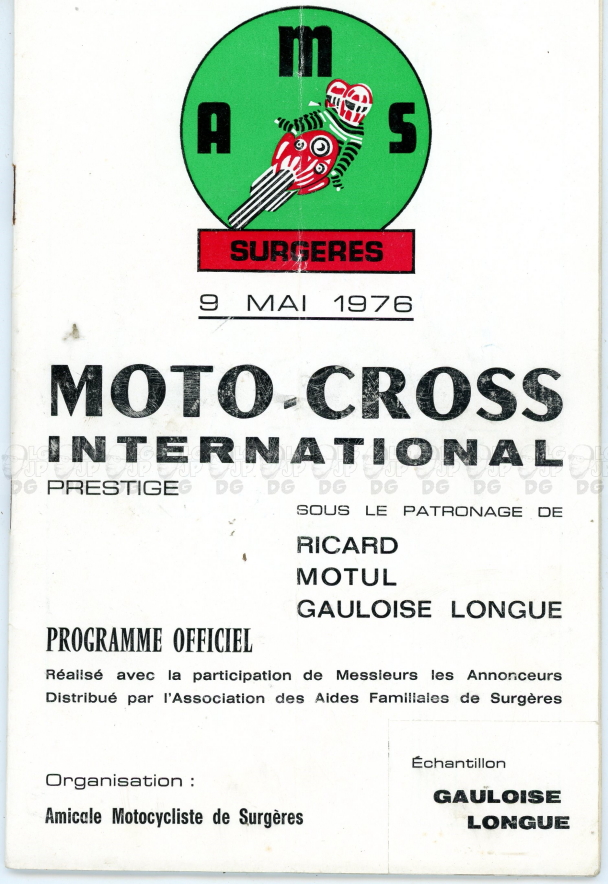 m
A S
SURGERES
9 MAI 1976
MOTO-CROSS
INTERNATIONAL
PRESTIGE
SOUS LE PATRONAGE DE
RICARD
MOTUL
GAULOISE LONGUE
PROGRAMME OFFICIEL
Réalisé avec la participation de Messieurs les Annonceurs
Distribué par l'Association des Aides Familiales de Surgères
Échantillon
GAULOISE
LONGUE
Organisation :
Amicale Motocycliste de Surgères